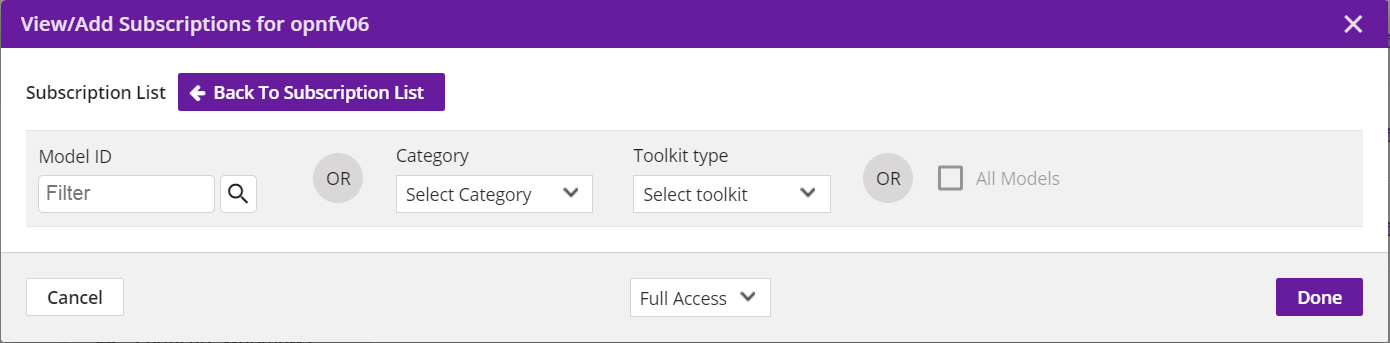 View/Add Subscriptions for opnfv06
Subscription List
Back To Subscription List
Model ID
Filter
OR
Category
Select Category
Toolkit type
Select toolkit
OR
All Models
Cancel
Full Access
Done